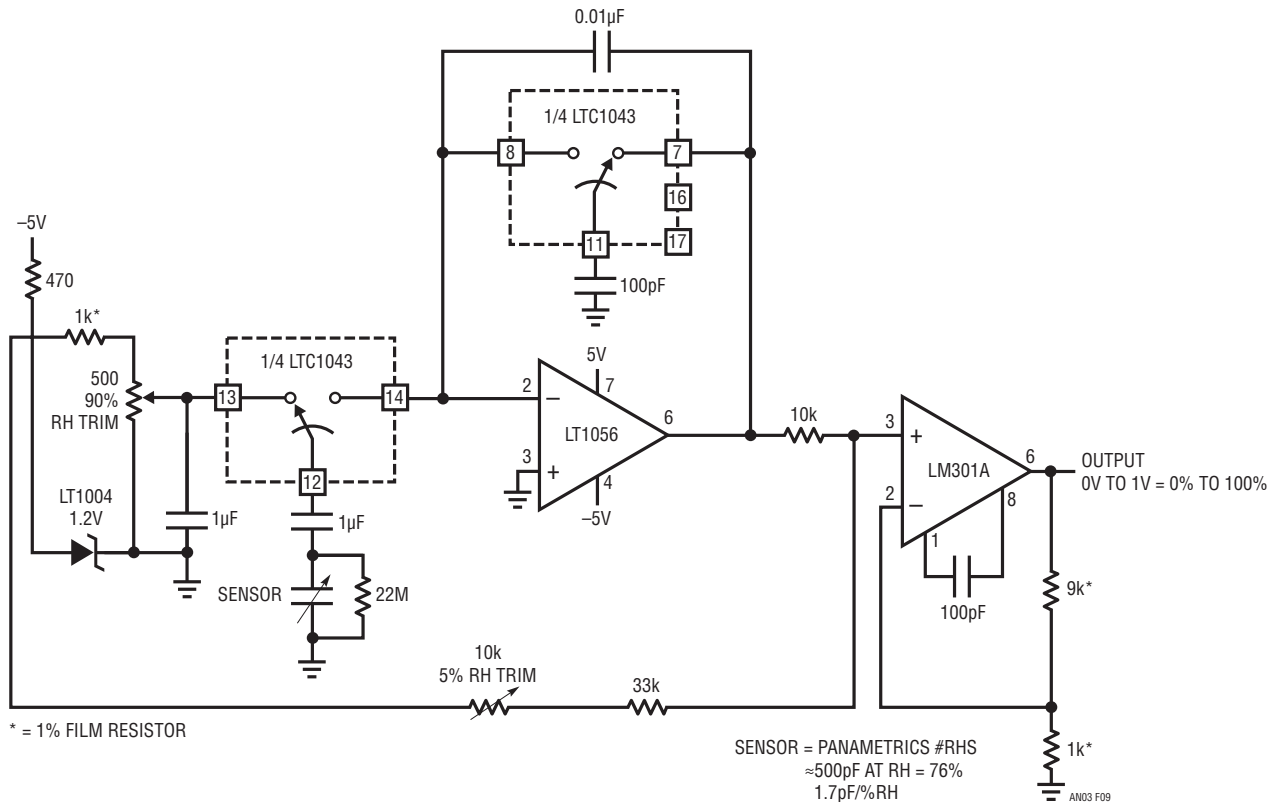 0.01µF
1/4 LTC1043
8
7
16
17
11
100pF
–5V
470
1k*
500
90%
RH TRIM
1/4 LTC1043
13
14
12
LT1004
1.2V
1µF
1µF
SENSOR
22M
5V
2
–
7
LT1056
6
3
+
4
–5V
10k
3
+
LM301A
6
8
2
–
1
100pF
OUTPUT
0V TO 1V = 0% TO 100%
9k*
1k*
10k
5% RH TRIM
33k
* = 1% FILM RESISTOR
SENSOR = PANAMETRICS #RHS
≈500pF AT RH = 76%
1.7pF/%RH
AN03 F09